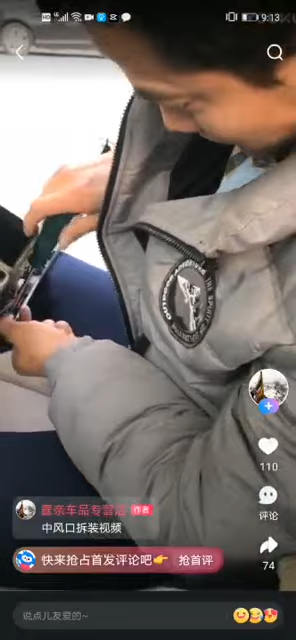 9:13
110
评论
74
车品专营店 作者
中风口拆装视频
快来抢占首发评论吧👉 抢首评
说点儿友爱的~